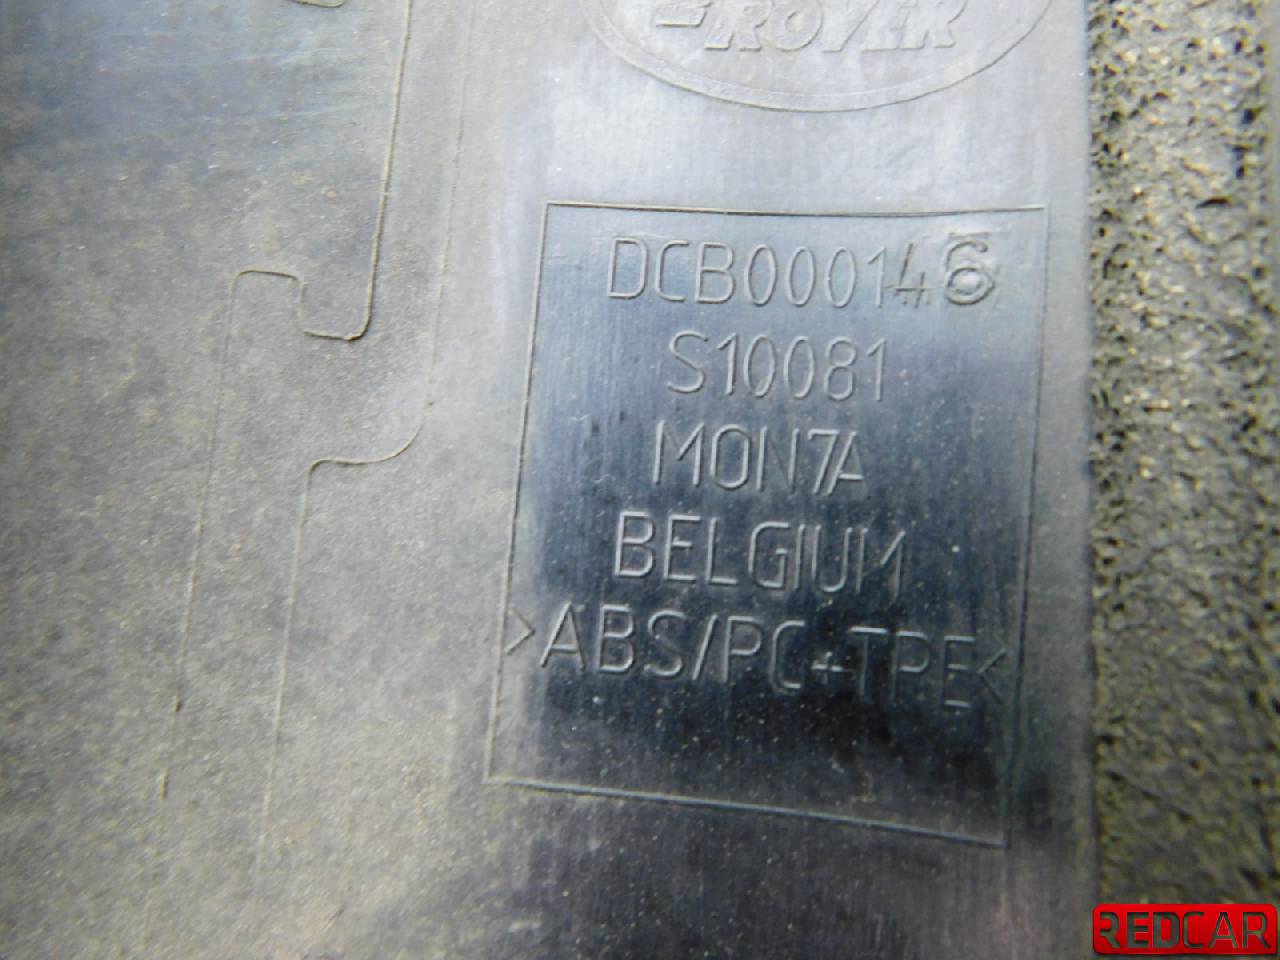 ROVER
DCB000146
S10081
MON7A
BELGIUM
>ABS/PC+TPE<
REDCAR